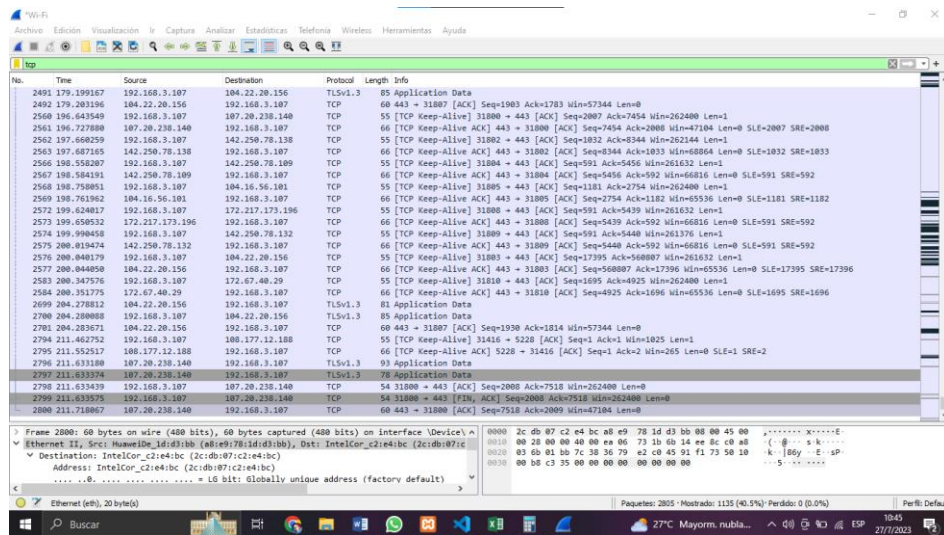 *Wi-Fi
Archivo Edición Visualización Ir Captura Analizar Estadísticas Telefonía Wireless Herramientas Ayuda
tcp
No. Time Source Destination Protocol Length Info
2491 179.199167 192.168.3.107 104.22.20.156 TLSv1.3 85 Application Data
2492 179.203196 104.22.20.156 192.168.3.107 TCP 60 443 → 31807 [ACK] Seq=1903 Ack=1783 Win=57344 Len=0
2560 196.643549 192.168.3.107 107.20.238.140 TCP 55 [TCP Keep-Alive] 31800 → 443 [ACK] Seq=2007 Ack=7454 Win=262400 Len=1
2561 196.727880 107.20.238.140 192.168.3.107 TCP 66 [TCP Keep-Alive ACK] 443 → 31800 [ACK] Seq=7454 Ack=2008 Win=47104 Len=0 SLE=2007 SRE=2008
2562 197.660259 192.168.3.107 142.250.78.138 TCP 55 [TCP Keep-Alive] 31802 → 443 [ACK] Seq=1032 Ack=8344 Win=262144 Len=1
2563 197.687165 142.250.78.138 192.168.3.107 TCP 66 [TCP Keep-Alive ACK] 443 → 31802 [ACK] Seq=8344 Ack=1033 Win=68864 Len=0 SLE=1032 SRE=1033
2566 198.558207 192.168.3.107 142.250.78.109 TCP 55 [TCP Keep-Alive] 31804 → 443 [ACK] Seq=591 Ack=5456 Win=261632 Len=1
2567 198.584191 142.250.78.109 192.168.3.107 TCP 66 [TCP Keep-Alive ACK] 443 → 31804 [ACK] Seq=5456 Ack=592 Win=66816 Len=0 SLE=591 SRE=592
2568 198.758051 192.168.3.107 104.16.56.101 TCP 55 [TCP Keep-Alive] 31805 → 443 [ACK] Seq=1181 Ack=2754 Win=262400 Len=1
2569 198.761962 104.16.56.101 192.168.3.107 TCP 66 [TCP Keep-Alive ACK] 443 → 31805 [ACK] Seq=2754 Ack=1182 Win=65536 Len=0 SLE=1181 SRE=1182
2572 199.624017 192.168.3.107 172.217.173.196 TCP 55 [TCP Keep-Alive] 31808 → 443 [ACK] Seq=591 Ack=5439 Win=261632 Len=1
2573 199.650532 172.217.173.196 192.168.3.107 TCP 66 [TCP Keep-Alive ACK] 443 → 31808 [ACK] Seq=5439 Ack=592 Win=66816 Len=0 SLE=591 SRE=592
2574 199.990458 192.168.3.107 142.250.78.132 TCP 55 [TCP Keep-Alive] 31809 → 443 [ACK] Seq=591 Ack=5440 Win=261376 Len=1
2575 200.019474 142.250.78.132 192.168.3.107 TCP 66 [TCP Keep-Alive ACK] 443 → 31809 [ACK] Seq=5440 Ack=592 Win=66816 Len=0 SLE=591 SRE=592
2576 200.040179 192.168.3.107 104.22.20.156 TCP 55 [TCP Keep-Alive] 31803 → 443 [ACK] Seq=17395 Ack=560807 Win=261632 Len=1
2577 200.044050 104.22.20.156 192.168.3.107 TCP 66 [TCP Keep-Alive ACK] 443 → 31803 [ACK] Seq=560807 Ack=17396 Win=65536 Len=0 SLE=17395 SRE=17396
2583 200.347576 192.168.3.107 172.67.40.29 TCP 55 [TCP Keep-Alive] 31810 → 443 [ACK] Seq=1695 Ack=4925 Win=262400 Len=1
2584 200.351775 172.67.40.29 192.168.3.107 TCP 66 [TCP Keep-Alive ACK] 443 → 31810 [ACK] Seq=4925 Ack=1696 Win=65536 Len=0 SLE=1695 SRE=1696
2699 204.278812 104.22.20.156 192.168.3.107 TLSv1.3 81 Application Data
2700 204.280088 192.168.3.107 104.22.20.156 TLSv1.3 85 Application Data
2701 204.283671 104.22.20.156 192.168.3.107 TCP 60 443 → 31807 [ACK] Seq=1930 Ack=1814 Win=57344 Len=0
2794 211.462752 192.168.3.107 108.177.12.188 TCP 55 [TCP Keep-Alive] 31416 → 5228 [ACK] Seq=1 Ack=1 Win=1025 Len=1
2795 211.552517 108.177.12.188 192.168.3.107 TCP 66 [TCP Keep-Alive ACK] 5228 → 31416 [ACK] Seq=1 Ack=2 Win=265 Len=0 SLE=1 SRE=2
2796 211.633180 107.20.238.140 192.168.3.107 TLSv1.3 93 Application Data
2797 211.633374 107.20.238.140 192.168.3.107 TLSv1.3 78 Application Data
2798 211.633439 192.168.3.107 107.20.238.140 TCP 54 31800 → 443 [ACK] Seq=2008 Ack=7518 Win=262400 Len=0
2799 211.633575 192.168.3.107 107.20.238.140 TCP 54 31800 → 443 [FIN, ACK] Seq=2008 Ack=7518 Win=262400 Len=0
2800 211.718067 107.20.238.140 192.168.3.107 TCP 60 443 → 31800 [ACK] Seq=7518 Ack=2009 Win=47104 Len=0
Frame 2800: 60 bytes on wire (480 bits), 60 bytes captured (480 bits) on interface \Device\
Ethernet II, Src: HuaweiDe_1d:d3:bb (a8:e9:78:1d:d3:bb), Dst: IntelCor_c2:e4:bc (2c:db:07:c
Destination: IntelCor_c2:e4:bc (2c:db:07:c2:e4:bc)
Address: IntelCor_c2:e4:bc (2c:db:07:c2:e4:bc)
.... ..0. .... .... .... .... = LG bit: Globally unique address (factory default)
0000 2c db 07 c2 e4 bc a8 e9 78 1d d3 bb 08 00 45 00
0010 00 28 00 00 40 00 ea 06 73 1b 6b 14 ee 8c c0 a8
0020 03 6b 01 bb 7c 38 36 79 e2 c0 45 91 f1 73 50 10
0030 00 b8 c3 35 00 00 00 00 00 00 00 00
Ethernet (eth), 20 byte(s)
Paquetes: 2805 · Mostrado: 1135 (40.5%) · Perdido: 0 (0.0%)
Perfil: Defau
Buscar
27°C Mayorm. nubla...
ESP
10:45
27/7/2023